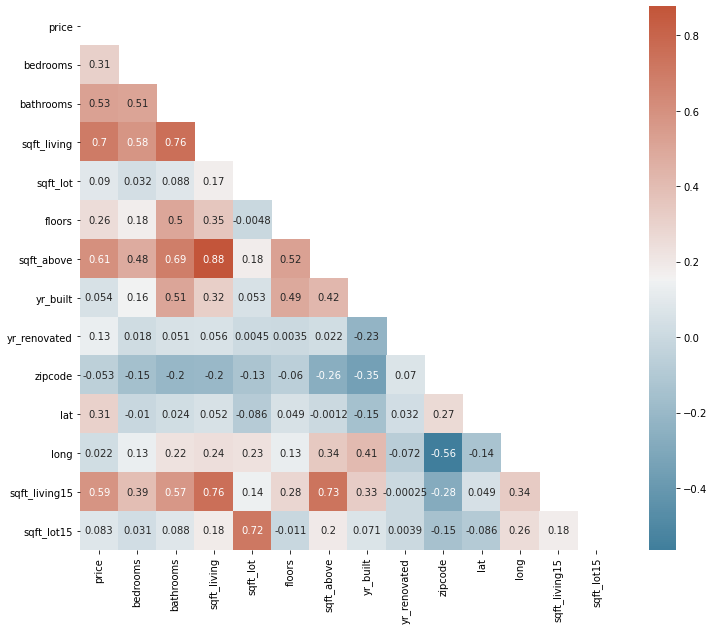 price
bedrooms 0.31
bathrooms 0.53 0.51
sqft_living 0.7 0.58 0.76
sqft_lot 0.09 0.032 0.088 0.17
floors 0.26 0.18 0.5 0.35 -0.0048
sqft_above 0.61 0.48 0.69 0.88 0.18 0.52
yr_built 0.054 0.16 0.51 0.32 0.053 0.49 0.42
yr_renovated 0.13 0.018 0.051 0.056 0.0045 0.0035 0.022 -0.23
zipcode -0.053 -0.15 -0.2 -0.2 -0.13 -0.06 -0.26 -0.35 0.07
lat 0.31 -0.01 0.024 0.052 -0.086 0.049 -0.0012 -0.15 0.032 0.27
long 0.022 0.13 0.22 0.24 0.23 0.13 0.34 0.41 -0.072 -0.56 -0.14
sqft_living15 0.59 0.39 0.57 0.76 0.14 0.28 0.73 0.33 -0.00025 -0.28 0.049 0.34
sqft_lot15 0.083 0.031 0.088 0.18 0.72 -0.011 0.2 0.071 0.0039 -0.15 -0.086 0.26 0.18
price bedrooms bathrooms sqft_living sqft_lot floors sqft_above yr_built yr_renovated zipcode lat long sqft_living15 sqft_lot15
0.8
0.6
0.4
0.2
0.0
−0.2
−0.4